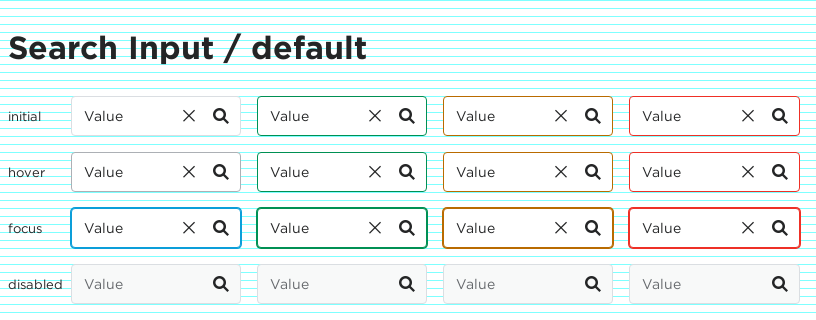 Search Input / default
initial Value Value Value Value
hover Value Value Value Value
focus Value Value Value Value
disabled Value Value Value Value